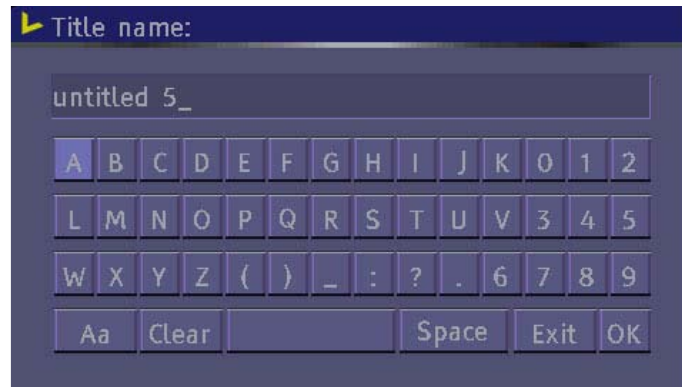 Title name:
untitled 5_
A B C D E F G H I J K 0 1 2
L M N O P Q R S T U V 3 4 5
W X Y Z ( ) _ : ? . 6 7 8 9
Aa Clear Space Exit OK